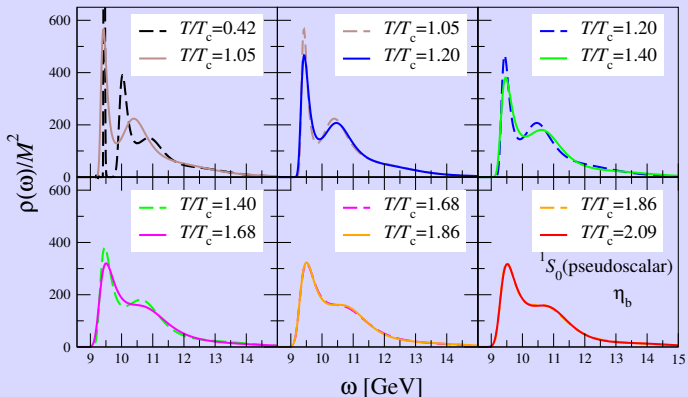 600
400
200
0
T/Tc=0.42
T/Tc=1.05
T/Tc=1.05
T/Tc=1.20
T/Tc=1.20
T/Tc=1.40
ρ(ω)/M²
600
400
200
0
T/Tc=1.40
T/Tc=1.68
T/Tc=1.68
T/Tc=1.86
T/Tc=1.86
T/Tc=2.09
¹S₀(pseudoscalar)
η_b
9 10 11 12 13 14
9 10 11 12 13 14
9 10 11 12 13 14 15
ω [GeV]